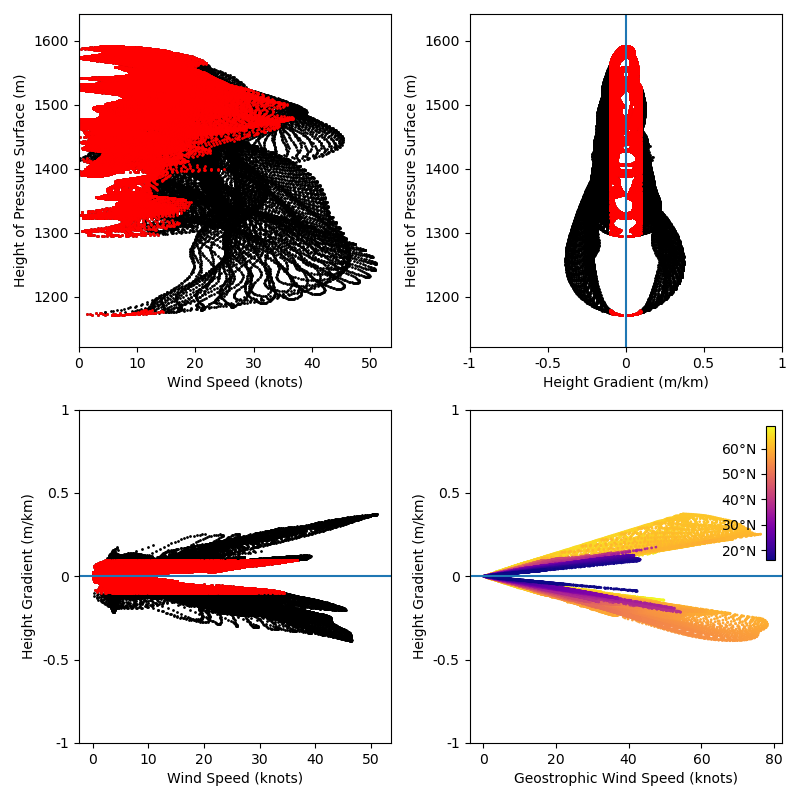 1600
1500
1400
1300
1200
0 10 20 30 40 50
Wind Speed (knots)
Height of Pressure Surface (m)
1600
1500
1400
1300
1200
-1 -0.5 0 0.5 1
Height Gradient (m/km)
Height of Pressure Surface (m)
1
0.5
0
-0.5
-1
0 10 20 30 40 50
Wind Speed (knots)
Height Gradient (m/km)
1
0.5
0
-0.5
-1
0 20 40 60 80
Geostrophic Wind Speed (knots)
Height Gradient (m/km)
60°N
50°N
40°N
30°N
20°N